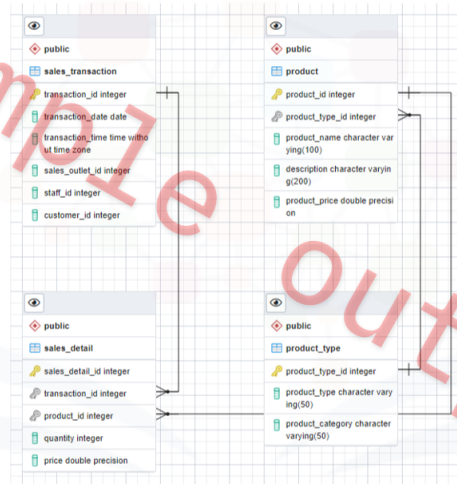 public
sales_transaction
transaction_id integer
transaction_date date
transaction_time time witho
ut time zone
sales_outlet_id integer
staff_id integer
customer_id integer
public
product
product_id integer
product_type_id integer
product_name character var
ying(100)
description character varyin
g(200)
product_price double precisi
on
public
sales_detail
sales_detail_id integer
transaction_id integer
product_id integer
quantity integer
price double precision
public
product_type
product_type_id integer
product_type character vary
ing(50)
product_category character
varying(50)
mple out